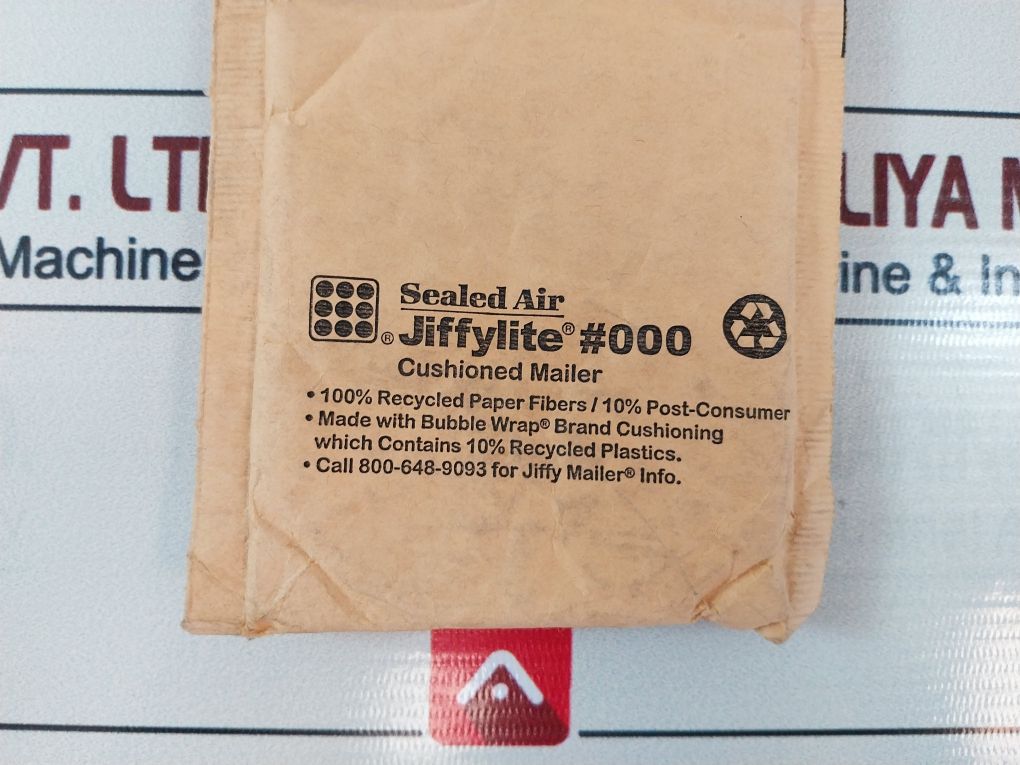 VT. LT
LIYA M
Machine
ine & In
Sealed Air
® Jiffylite® #000
Cushioned Mailer
• 100% Recycled Paper Fibers / 10% Post-Consumer
• Made with Bubble Wrap® Brand Cushioning
which Contains 10% Recycled Plastics.
• Call 800-648-9093 for Jiffy Mailer® Info.